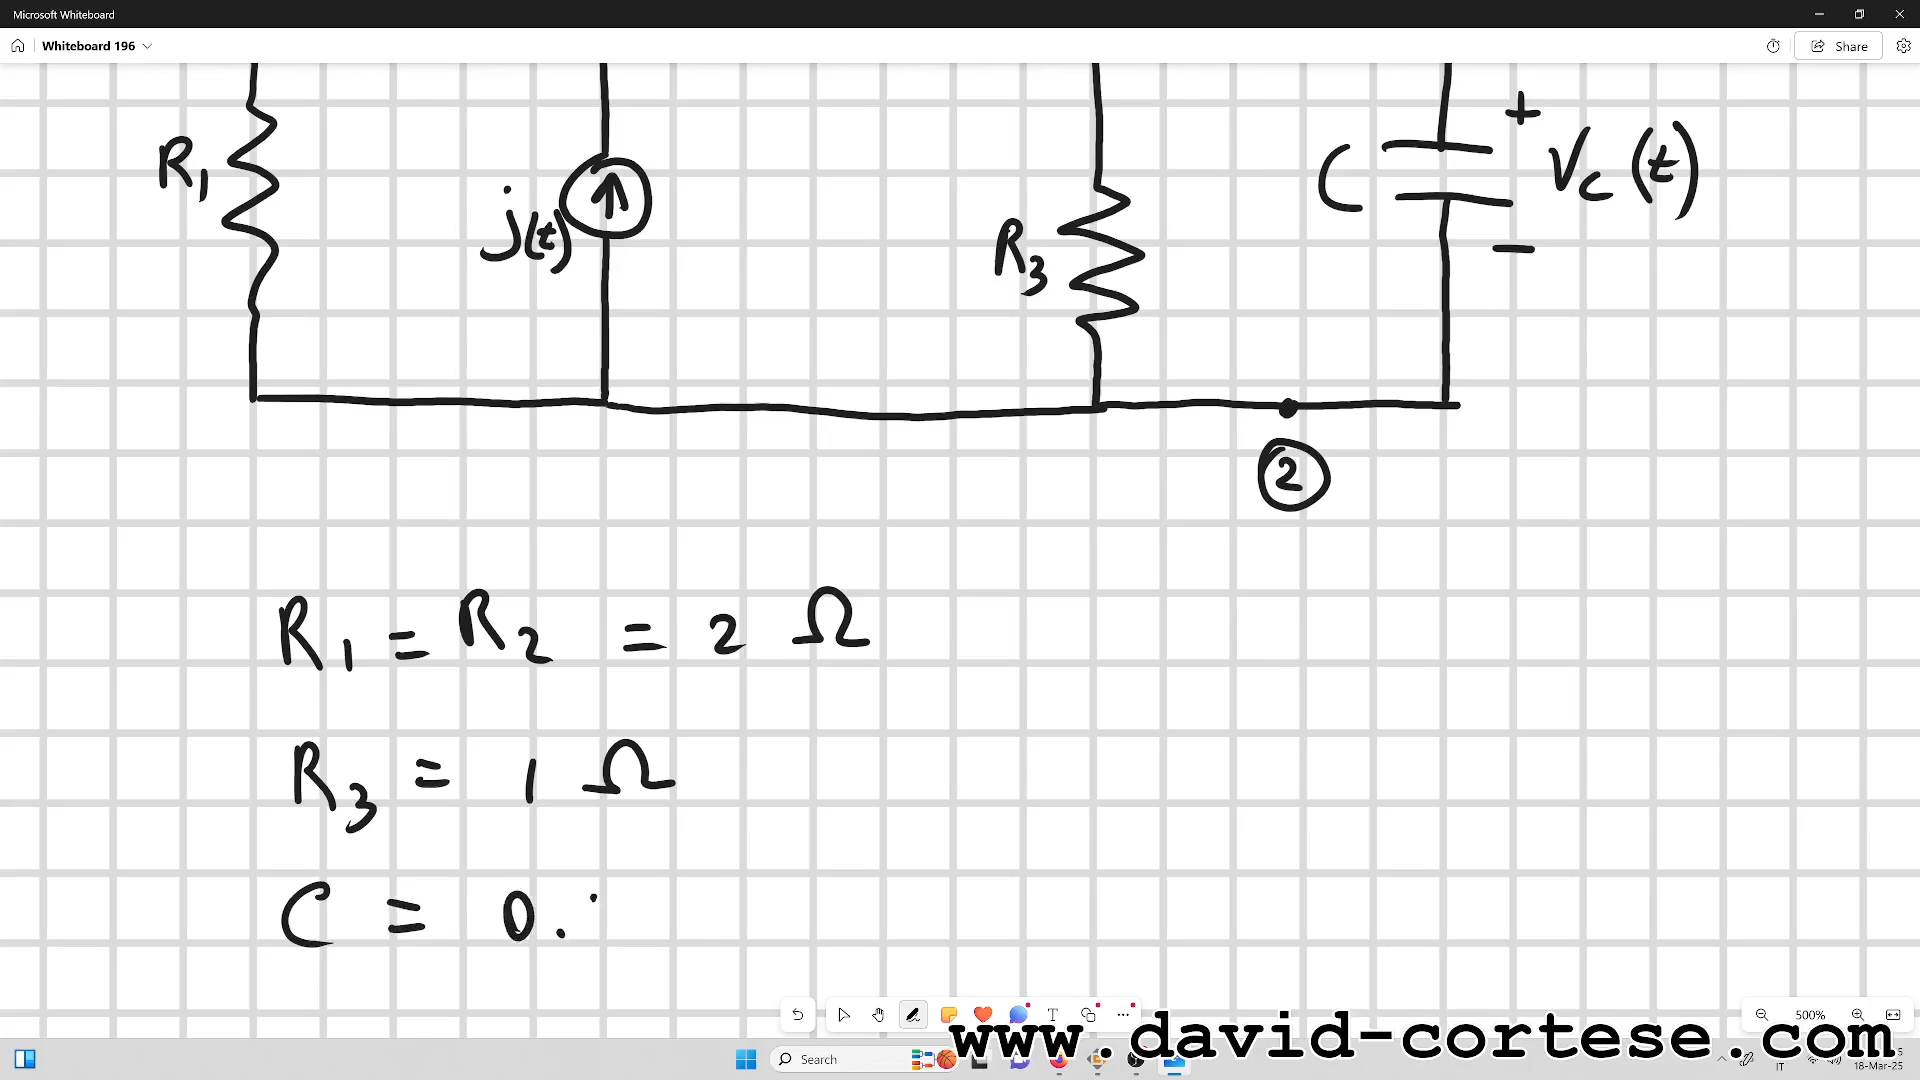 Microsoft Whiteboard
Whiteboard 196
Share
R1
j(t)
R3
C
+
Vc(t)
−
2
R1 = R2 = 2 Ω
R3 = 1 Ω
C = 0.
500%
www.david-cortese.com
Search
IT
18-Mar-25